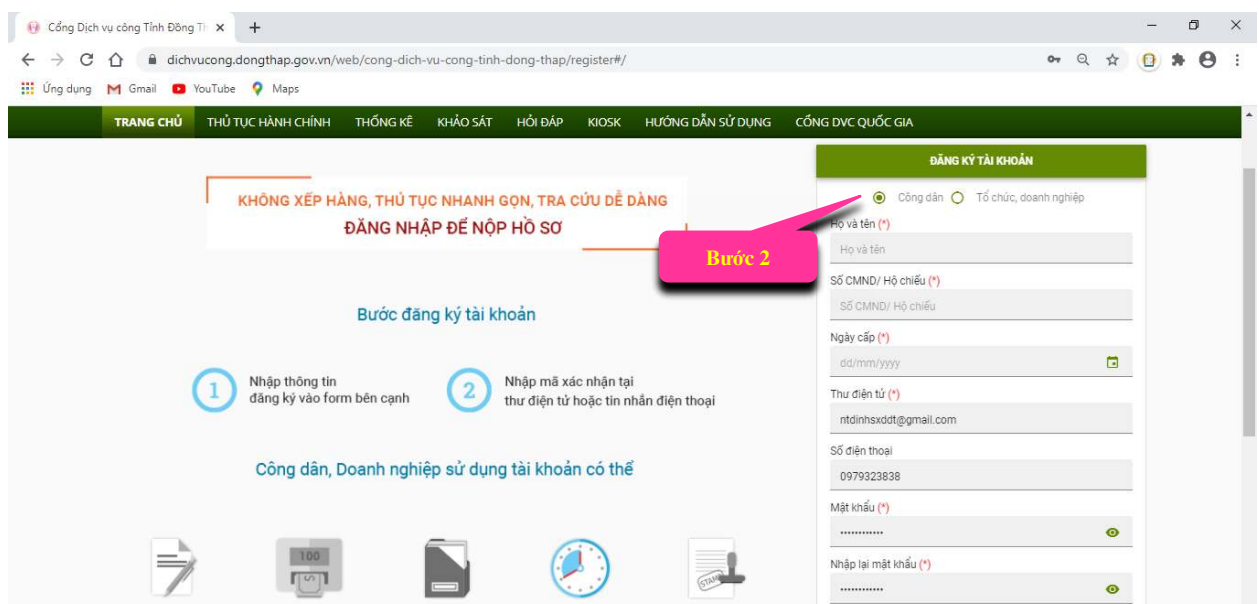 Cổng Dịch vụ công Tỉnh Đồng Th
dichvucong.dongthap.gov.vn/web/cong-dich-vu-cong-tinh-dong-thap/register#/
Ứng dụng Gmail YouTube Maps
TRANG CHỦ THỦ TỤC HÀNH CHÍNH THỐNG KÊ KHẢO SÁT HỎI ĐÁP KIOSK HƯỚNG DẪN SỬ DỤNG CỔNG DVC QUỐC GIA
KHÔNG XẾP HÀNG, THỦ TỤC NHANH GỌN, TRA CỨU DỄ DÀNG
ĐĂNG NHẬP ĐỂ NỘP HỒ SƠ
Bước đăng ký tài khoản
1
Nhập thông tin
đăng ký vào form bên cạnh
2
Nhập mã xác nhận tại
thư điện tử hoặc tin nhắn điện thoại
Công dân, Doanh nghiệp sử dụng tài khoản có thể
100
STAMP
Bước 2
ĐĂNG KÝ TÀI KHOẢN
Công dân Tổ chức, doanh nghiệp
Họ và tên (*)
Họ và tên
Số CMND/ Hộ chiếu (*)
Số CMND/ Hộ chiếu
Ngày cấp (*)
dd/mm/yyyy
Thư điện tử (*)
ntdinhsxddt@gmail.com
Số điện thoại
0979323838
Mật khẩu (*)
Nhập lại mật khẩu (*)